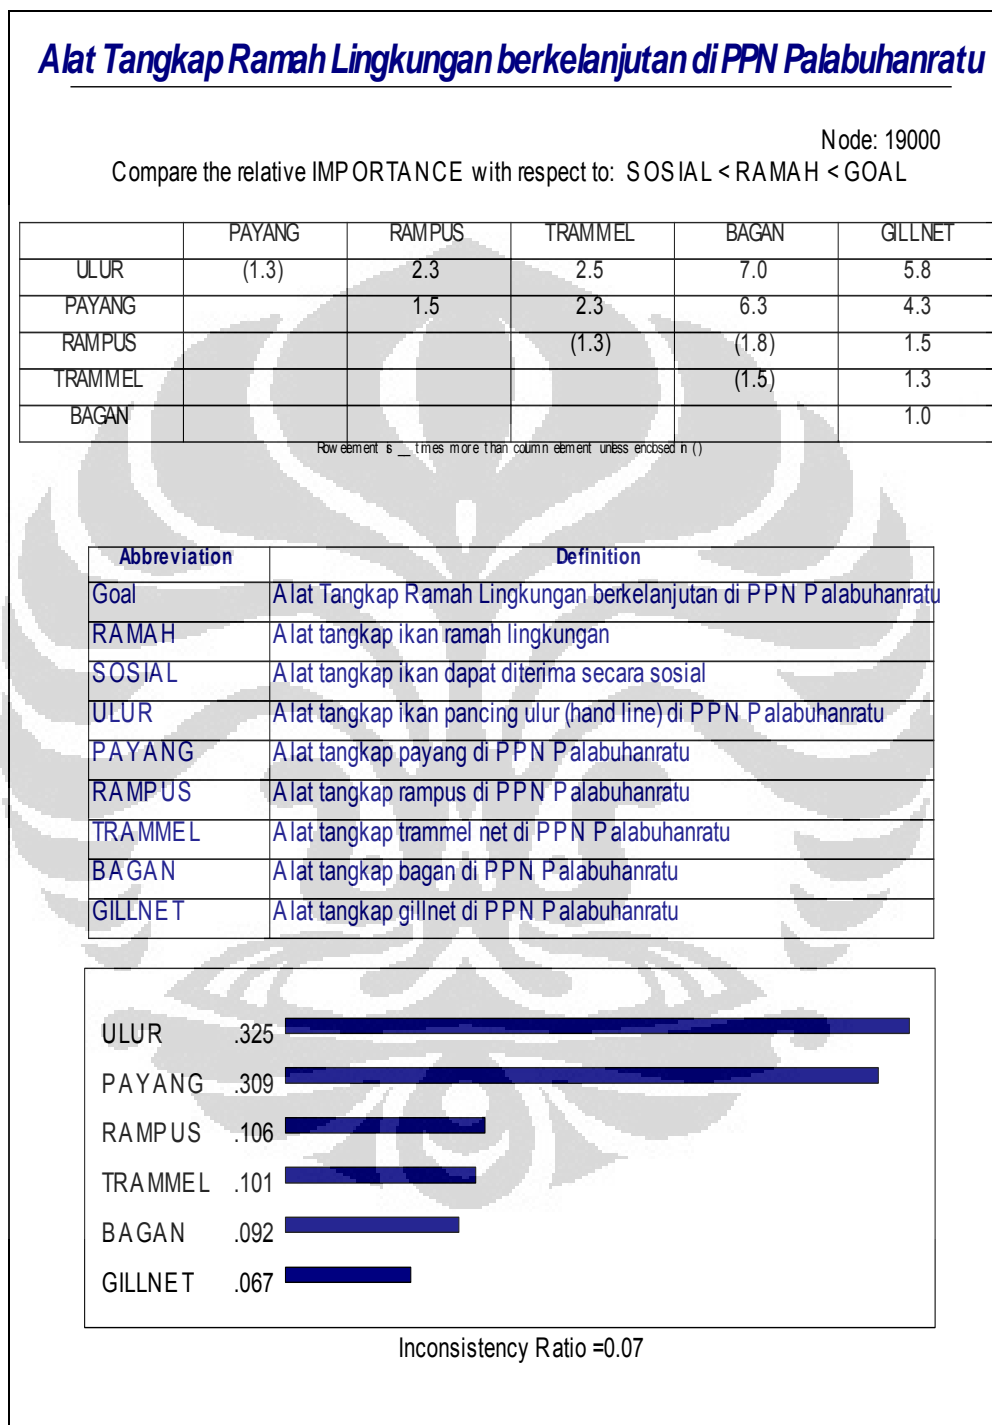 Alat Tangkap Ramah Lingkungan berkelanjutan di PPN Palabuhanratu
Node: 19000
Compare the relative IMPORTANCE with respect to: SOSIAL < RAMAH < GOAL
PAYANG RAMPUS TRAMMEL BAGAN GILLNET
ULUR (1.3) 2.3 2.5 7.0 5.8
PAYANG 1.5 2.3 6.3 4.3
RAMPUS (1.3) (1.8) 1.5
TRAMMEL (1.5) 1.3
BAGAN 1.0
Row element is __ times more than column element unless enclosed in ()
Abbreviation Definition
Goal Alat Tangkap Ramah Lingkungan berkelanjutan di PPN Palabuhanratu
RAMAH Alat tangkap ikan ramah lingkungan
SOSIAL Alat tangkap ikan dapat diterima secara sosial
ULUR Alat tangkap ikan pancing ulur (hand line) di PPN Palabuhanratu
PAYANG Alat tangkap payang di PPN Palabuhanratu
RAMPUS Alat tangkap rampus di PPN Palabuhanratu
TRAMMEL Alat tangkap trammel net di PPN Palabuhanratu
BAGAN Alat tangkap bagan di PPN Palabuhanratu
GILLNET Alat tangkap gillnet di PPN Palabuhanratu
ULUR .325
PAYANG .309
RAMPUS .106
TRAMMEL .101
BAGAN .092
GILLNET .067
Inconsistency Ratio =0.07